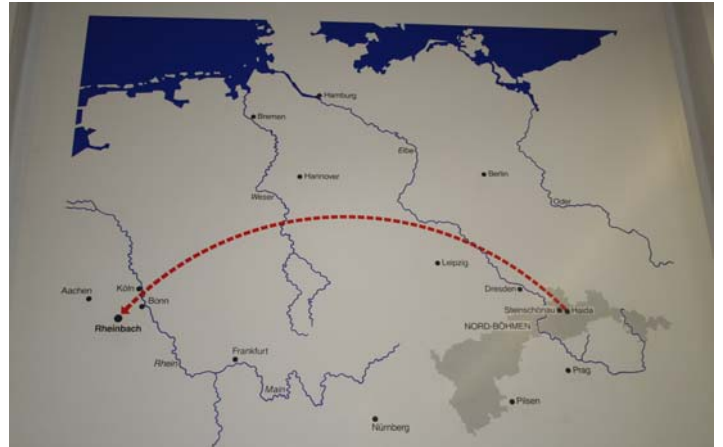 Hamburg
Bremen
Elbe
Hannover
Berlin
Weser
Oder
Leipzig
Aachen
Köln
Dresden
Bonn
Steinschönau
Haida
Rheinbach
NORD-BÖHMEN
Rhein
Frankfurt
Prag
Main
Pilsen
Nürnberg